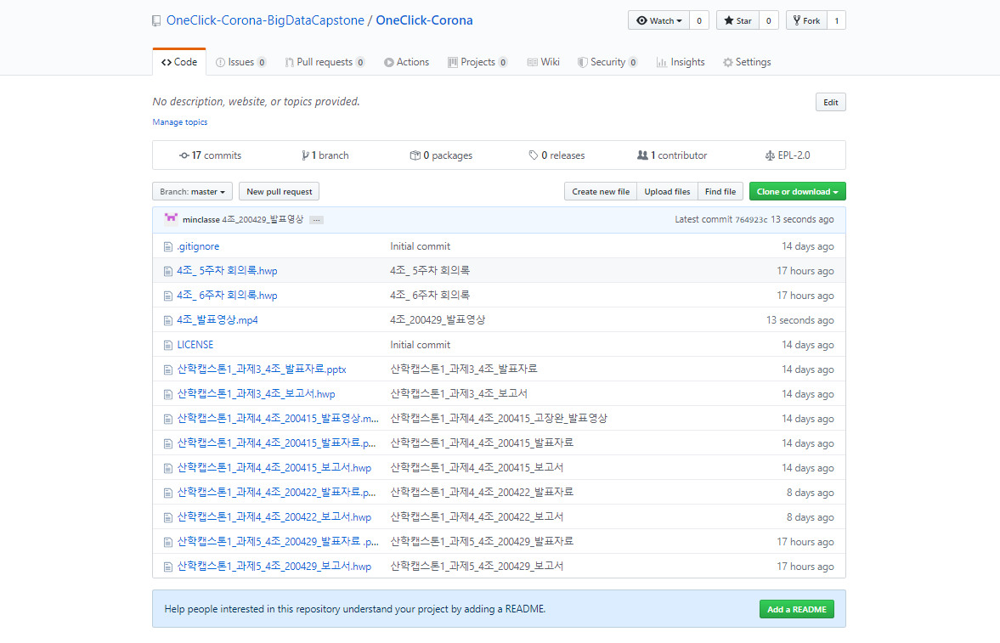 OneClick-Corona-BigDataCapstone / OneClick-Corona
Watch 0 Star 0 Fork 1
Code Issues 0 Pull requests 0 Actions Projects 0 Wiki Security 0 Insights Settings
No description, website, or topics provided. Edit
Manage topics
17 commits 1 branch 0 packages 0 releases 1 contributor EPL-2.0
Branch: master New pull request Create new file Upload files Find file Clone or download
minclasse 4조_200429_발표영상 ... Latest commit 764923c 13 seconds ago
.gitignore Initial commit 14 days ago
4조_ 5주차 회의록.hwp 4조_ 5주차 회의록 17 hours ago
4조_ 6주차 회의록.hwp 4조_ 6주차 회의록 17 hours ago
4조_발표영상.mp4 4조_200429_발표영상 13 seconds ago
LICENSE Initial commit 14 days ago
산학캡스톤1_과제3_4조_발표자료.pptx 산학캡스톤1_과제3_4조_발표자료 14 days ago
산학캡스톤1_과제3_4조_보고서.hwp 산학캡스톤1_과제3_4조_보고서 14 days ago
산학캡스톤1_과제4_4조_200415_발표영상.m... 산학캡스톤1_과제4_4조_200415_고장완_발표영상 14 days ago
산학캡스톤1_과제4_4조_200415_발표자료.p... 산학캡스톤1_과제4_4조_200415_발표자료 14 days ago
산학캡스톤1_과제4_4조_200415_보고서.hwp 산학캡스톤1_과제4_4조_200415_보고서 14 days ago
산학캡스톤1_과제4_4조_200422_발표자료.p... 산학캡스톤1_과제4_4조_200422_발표자료 8 days ago
산학캡스톤1_과제4_4조_200422_보고서.hwp 산학캡스톤1_과제4_4조_200422_보고서 8 days ago
산학캡스톤1_과제5_4조_200429_발표자료 .p... 산학캡스톤1_과제5_4조_200429_발표자료 17 hours ago
산학캡스톤1_과제5_4조_200429_보고서.hwp 산학캡스톤1_과제5_4조_200429_보고서 17 hours ago
Help people interested in this repository understand your project by adding a README. Add a README